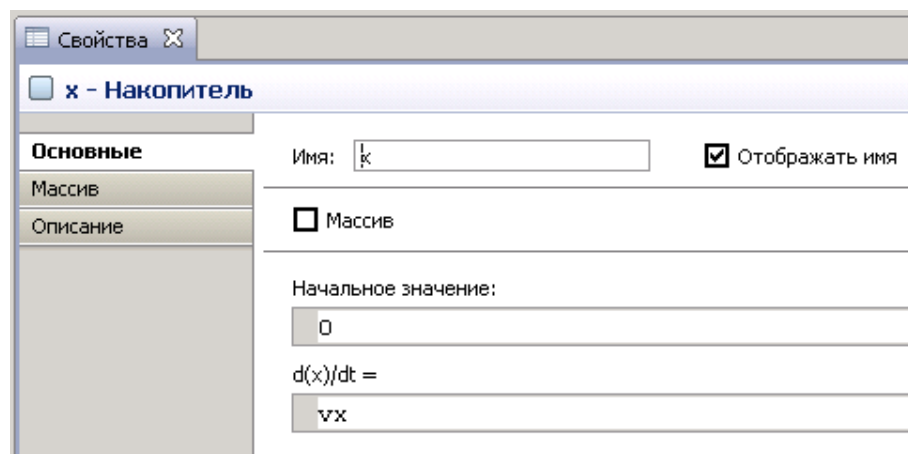 Свойства
x - Накопитель
Основные
Массив
Описание
Имя: x
Отображать имя
Массив
Начальное значение:
0
d(x)/dt =
vx